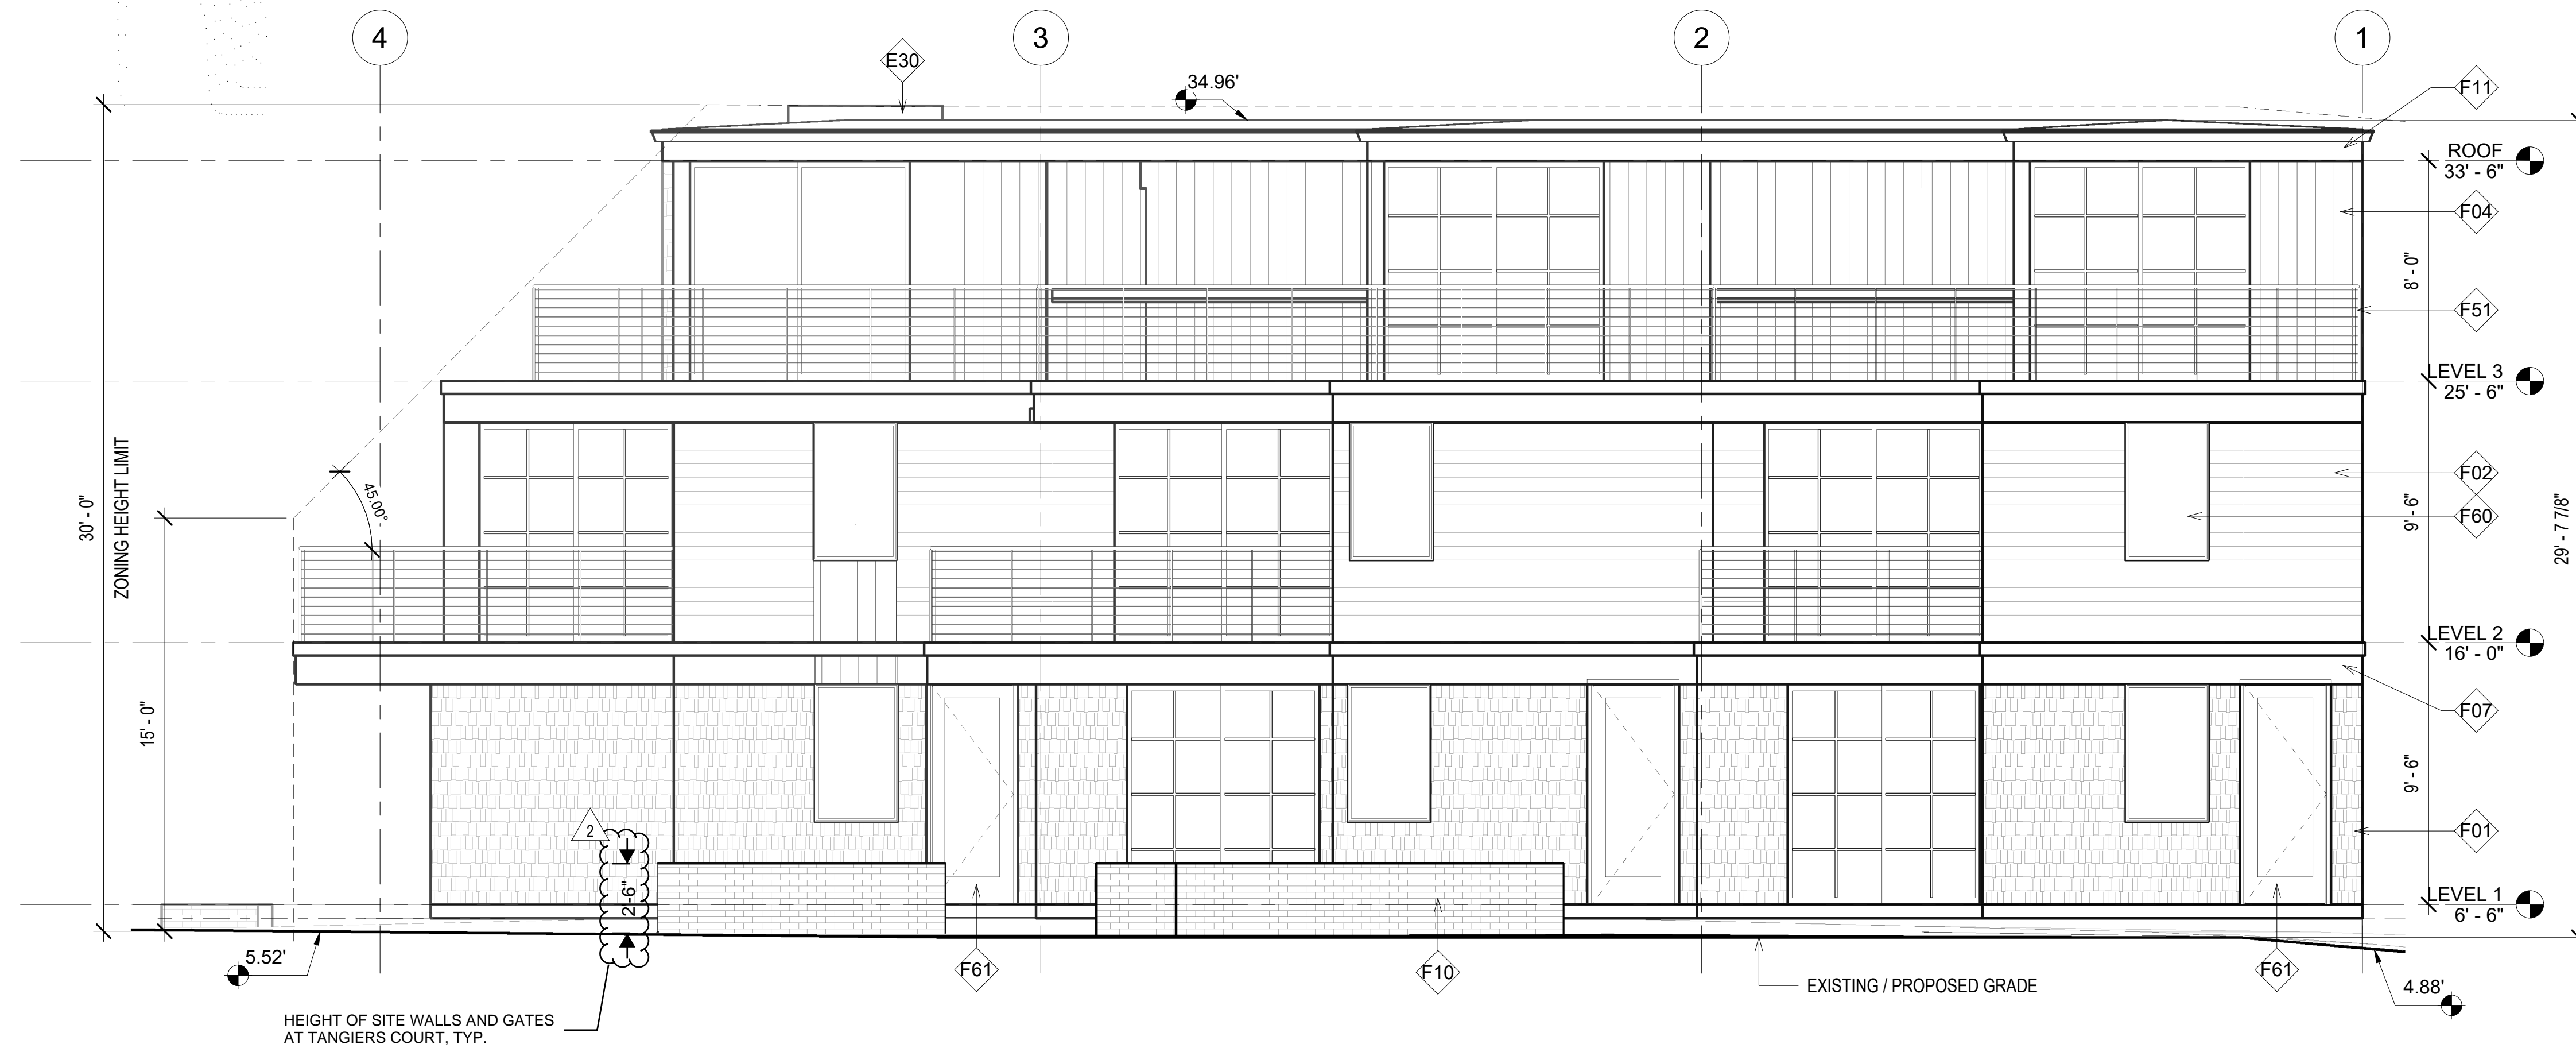 4
3
2
1
E30
34.96'
F11
ROOF
33' - 6"
F04
8' - 0"
F51
LEVEL 3
25' - 6"
ZONING HEIGHT LIMIT
30' - 0"
45.00°
F02
9' - 6"
F60
29' - 7 7/8"
LEVEL 2
16' - 0"
15' - 0"
F07
9' - 6"
2
F01
2'-6"
LEVEL 1
6' - 6"
5.52'
F61
F10
F61
EXISTING / PROPOSED GRADE
4.88'
HEIGHT OF SITE WALLS AND GATES
AT TANGIERS COURT, TYP.